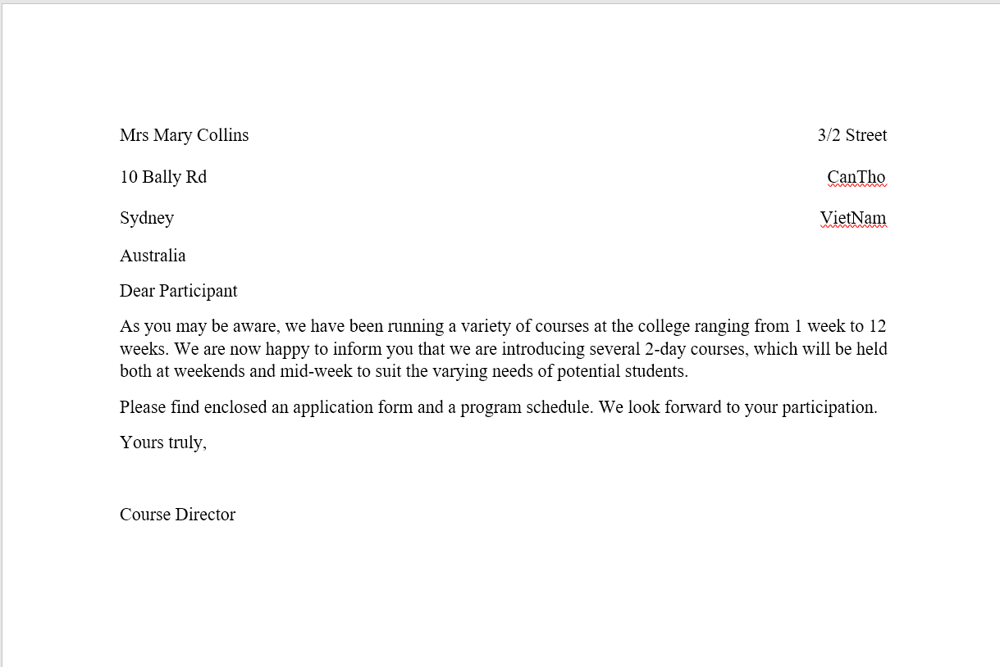 Mrs Mary Collins 3/2 Street
10 Bally Rd CanTho
Sydney VietNam
Australia
Dear Participant
As you may be aware, we have been running a variety of courses at the college ranging from 1 week to 12
weeks. We are now happy to inform you that we are introducing several 2-day courses, which will be held
both at weekends and mid-week to suit the varying needs of potential students.
Please find enclosed an application form and a program schedule. We look forward to your participation.
Yours truly,
Course Director